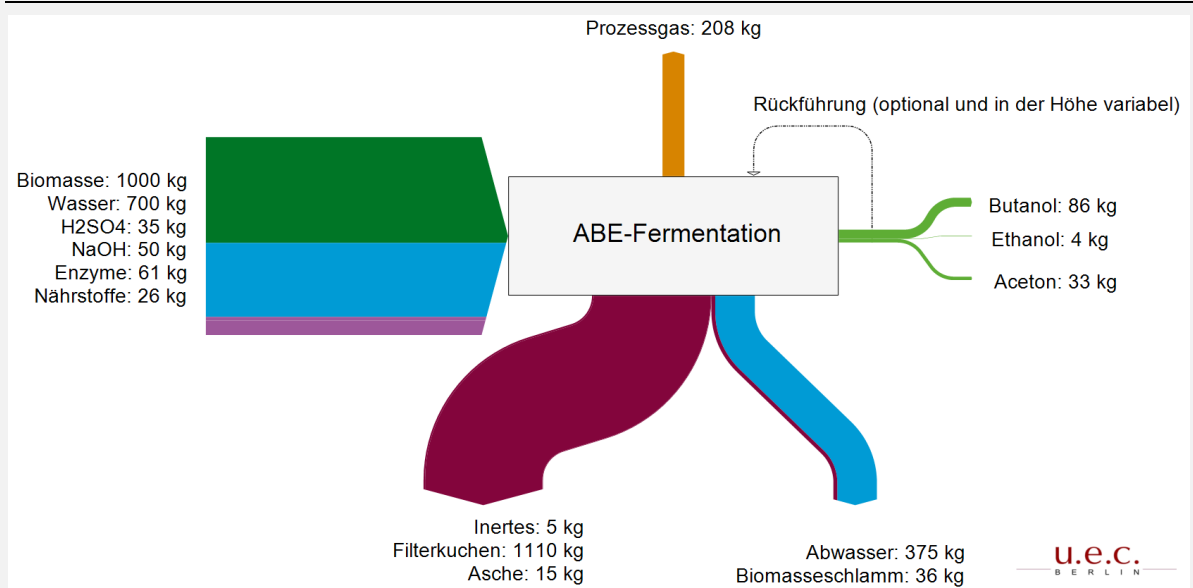 Prozessgas: 208 kg
Rückführung (optional und in der Höhe variabel)
Biomasse: 1000 kg
Wasser: 700 kg
H2SO4: 35 kg
NaOH: 50 kg
Enzyme: 61 kg
Nährstoffe: 26 kg
ABE-Fermentation
Butanol: 86 kg
Ethanol: 4 kg
Aceton: 33 kg
Inertes: 5 kg
Filterkuchen: 1110 kg
Asche: 15 kg
Abwasser: 375 kg
Biomasseschlamm: 36 kg
u.e.c.
BERLIN